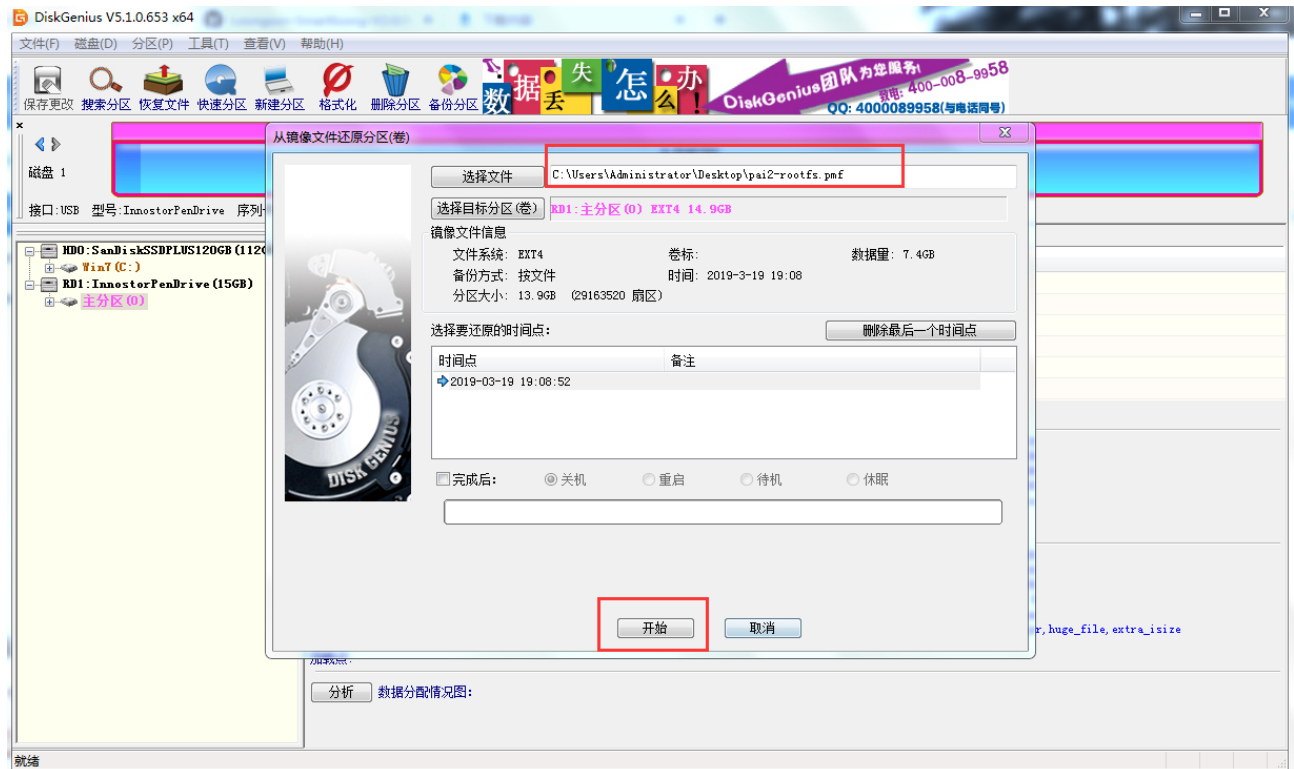 DiskGenius V5.1.0.653 x64
文件(F) 磁盘(D) 分区(P) 工具(T) 查看(V) 帮助(H)
保存更改 搜索分区 恢复文件 快速分区 新建分区 格式化 删除分区 备份分区
数据丢失怎么办!
DiskGenius团队为您服务!
致电: 400-008-9958
QQ: 4000089958(与电话同号)
磁盘 1
接口:USB 型号:InnostorPenDrive 序列
HD0:SanDiskSSDPLUS120GB(112G
Win7(C:)
RD1:InnostorPenDrive(15GB)
主分区(0)
从镜像文件还原分区(卷)
选择文件 C:\Users\Administrator\Desktop\pai2-rootfs.pmf
选择目标分区(卷) RD1:主分区(0) EXT4 14.9GB
镜像文件信息
文件系统: EXT4 卷标: 数据量: 7.4GB
备份方式: 按文件 时间: 2019-3-19 19:08
分区大小: 13.9GB (29163520 扇区)
选择要还原的时间点: 删除最后一个时间点
时间点 备注
2019-03-19 19:08:52
完成后: 关机 重启 待机 休眠
DISK GENIUS
开始 取消
r,huge_file,extra_isize
加载点:
分析 数据分配情况图:
就绪